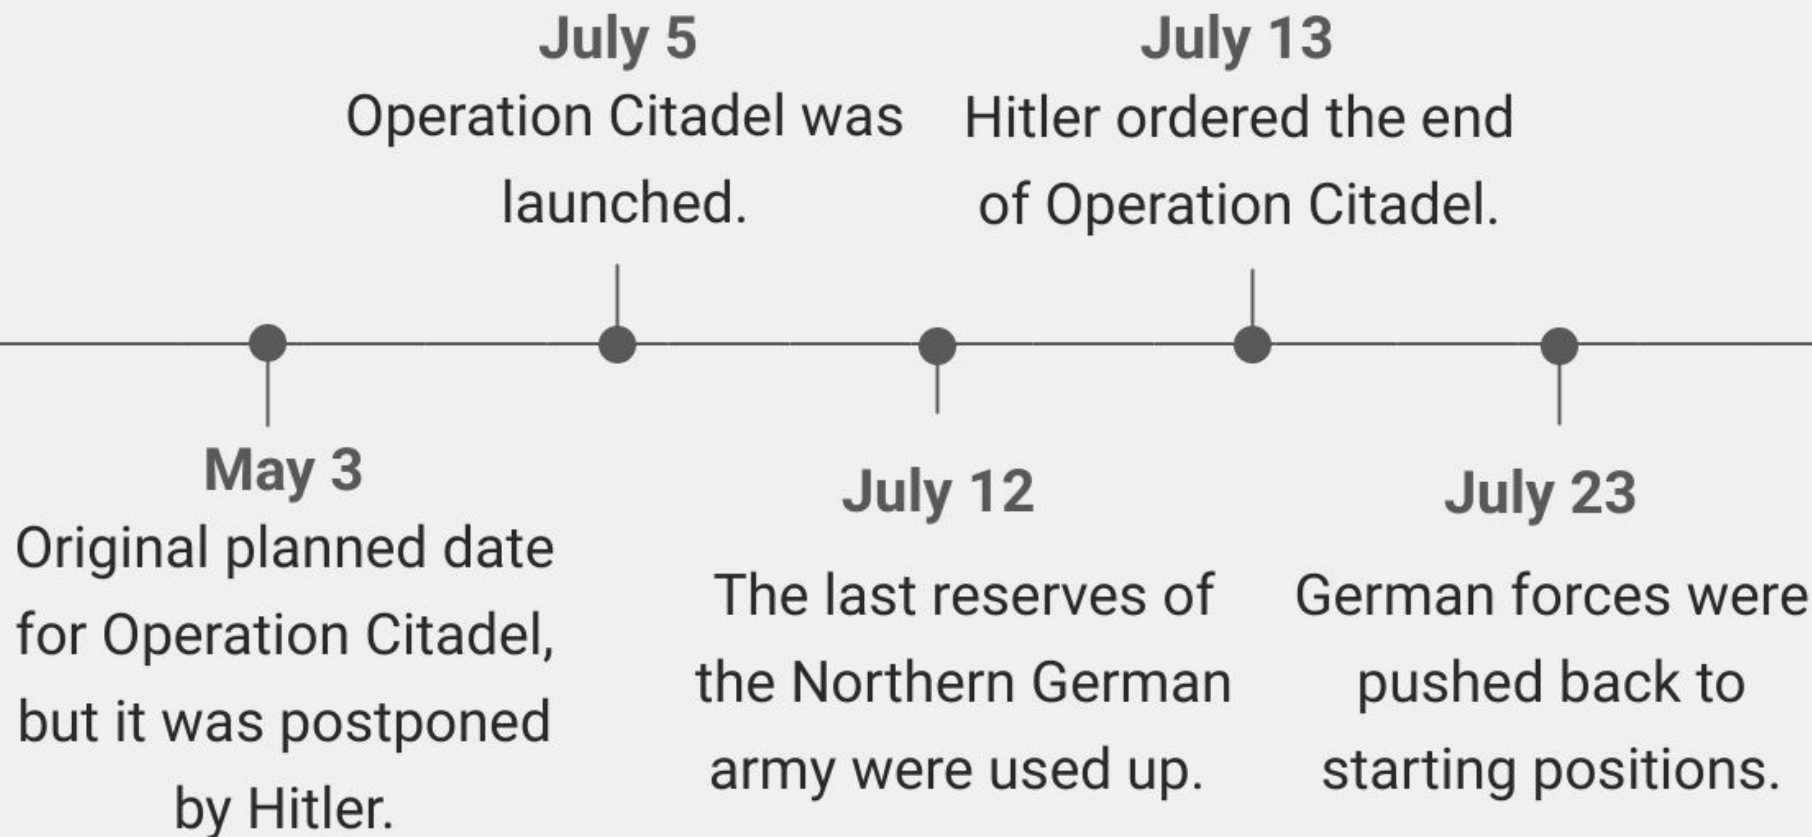 July 5
Operation Citadel was
launched.
July 13
Hitler ordered the end
of Operation Citadel.
May 3
Original planned date
for Operation Citadel,
but it was postponed
by Hitler.
July 12
The last reserves of
the Northern German
army were used up.
July 23
German forces were
pushed back to
starting positions.